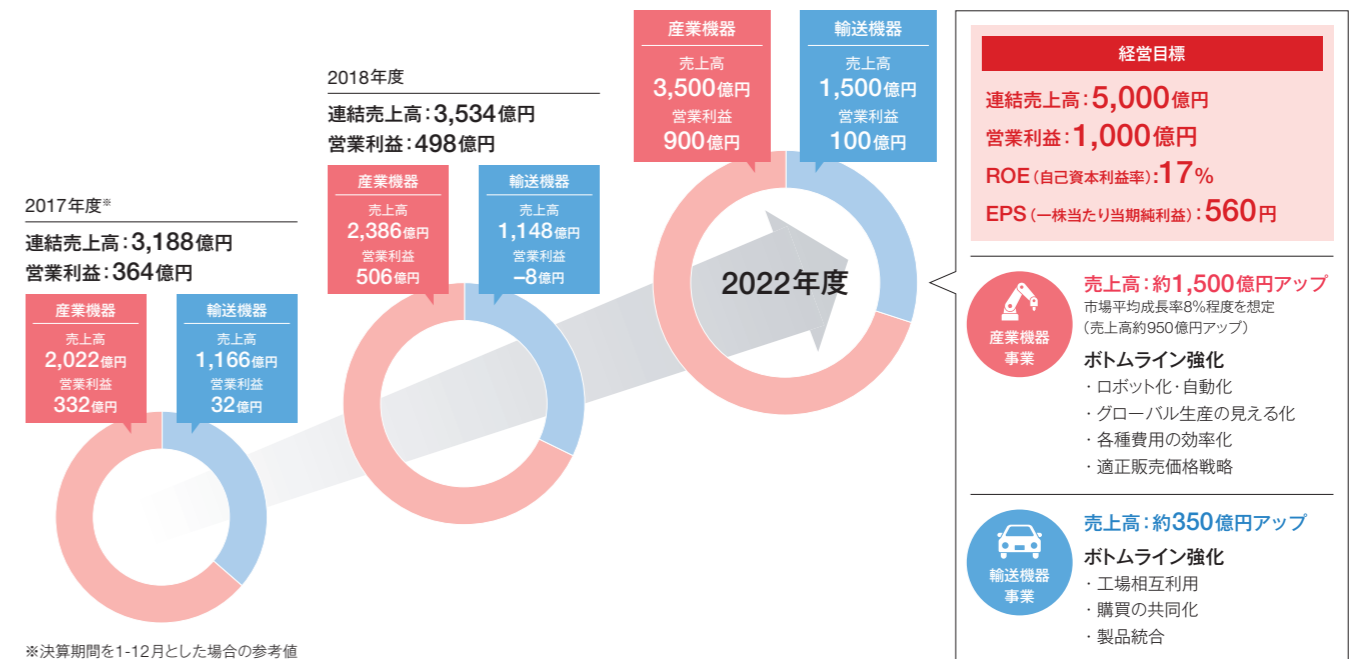 2017年度※
連結売上高：3,188億円
営業利益：364億円
産業機器
売上高
2,022億円
営業利益
332億円
輸送機器
売上高
1,166億円
営業利益
32億円
※決算期間を1-12月とした場合の参考値
2018年度
連結売上高：3,534億円
営業利益：498億円
産業機器
売上高
2,386億円
営業利益
506億円
輸送機器
売上高
1,148億円
営業利益
–8億円
産業機器
売上高
3,500億円
営業利益
900億円
輸送機器
売上高
1,500億円
営業利益
100億円
2022年度
経営目標
連結売上高：5,000億円
営業利益：1,000億円
ROE（自己資本利益率）：17%
EPS（一株当たり当期純利益）：560円
産業機器
事業
売上高：約1,500億円アップ
市場平均成長率8%程度を想定
（売上高約950億円アップ）
ボトムライン強化
・ロボット化・自動化
・グローバル生産の見える化
・各種費用の効率化
・適正販売価格戦略
輸送機器
事業
売上高：約350億円アップ
ボトムライン強化
・工場相互利用
・購買の共同化
・製品統合